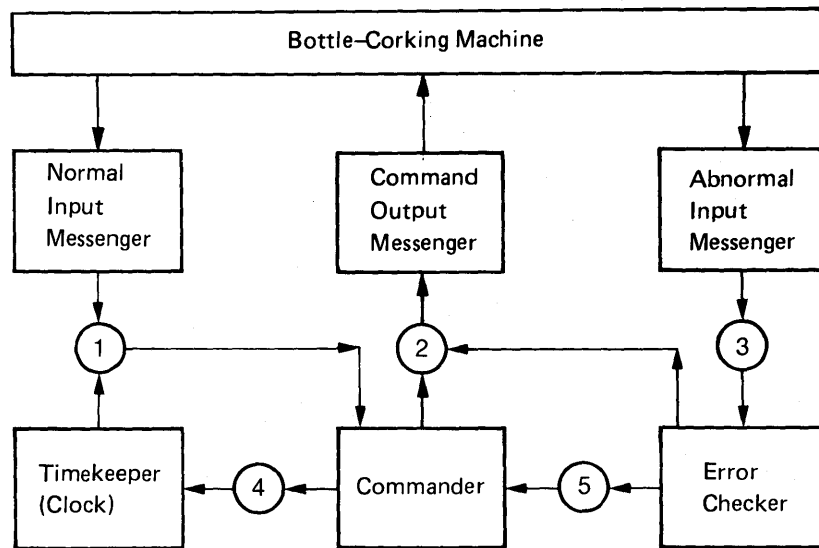 Bottle-Corking Machine
Normal
Input
Messenger
Command
Output
Messenger
Abnormal
Input
Messenger
1
2
3
Timekeeper
(Clock)
4
Commander
5
Error
Checker